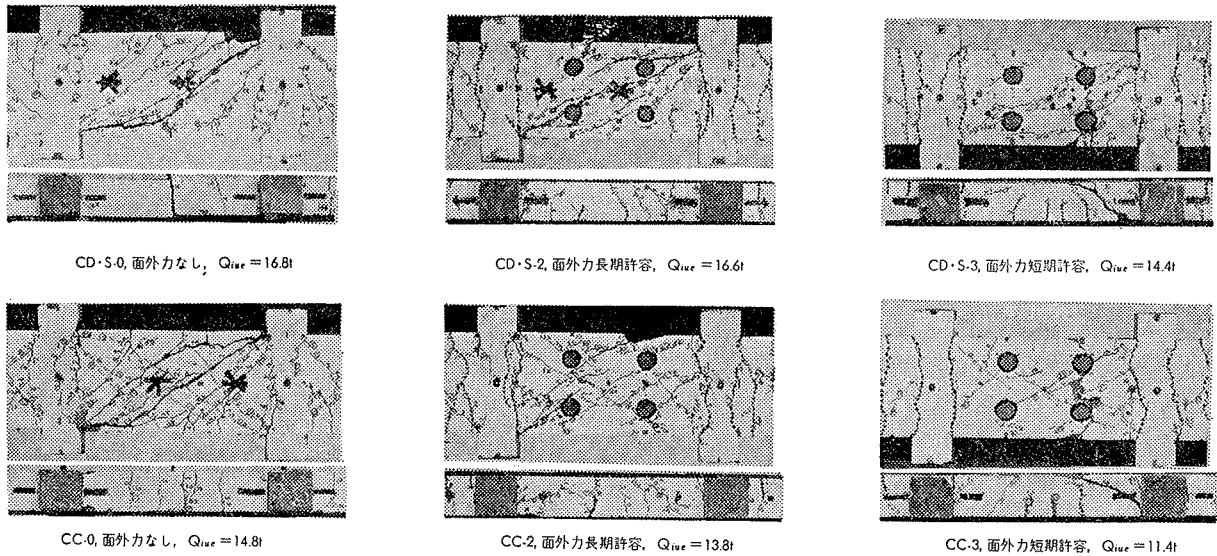 CD・S-0, 面外力なし, Qiue = 16.8t
CD・S-2, 面外力長期許容, Qiue = 16.6t
CD・S-3, 面外力短期許容, Qiue = 14.4t
CC-0, 面外力なし, Qiue = 14.8t
CC-2, 面外力長期許容, Qiue = 13.8t
CC-3, 面外力短期許容, Qiue = 11.4t